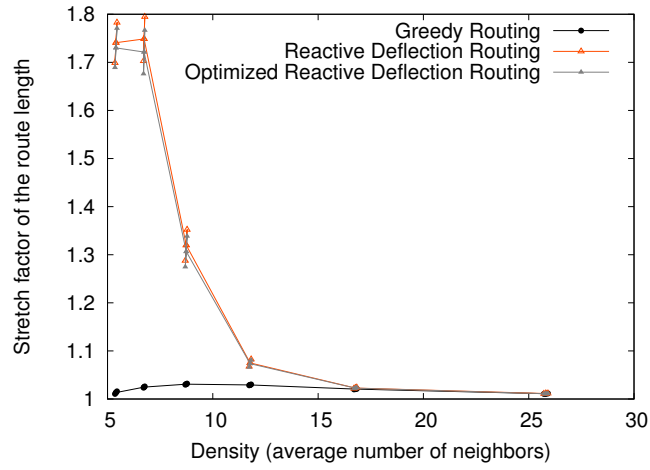 Greedy Routing
Reactive Deflection Routing
Optimized Reactive Deflection Routing
Stretch factor of the route length
1.8
1.7
1.6
1.5
1.4
1.3
1.2
1.1
1
5 10 15 20 25 30
Density (average number of neighbors)